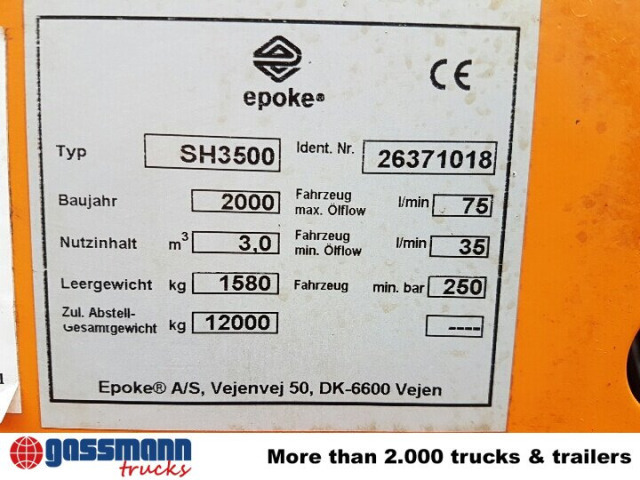 epoke®
CE
Typ SH3500 Ident. Nr. 26371018
Baujahr 2000 Fahrzeug max. Ölflow l/min 75
Nutzinhalt m³ 3,0 Fahrzeug min. Ölflow l/min 35
Leergewicht kg 1580 Fahrzeug min. bar 250
Zul. Abstell-
Gesamtgewicht kg 12000 ----
Epoke® A/S, Vejenvej 50, DK-6600 Vejen
gassmann
trucks
More than 2.000 trucks & trailers